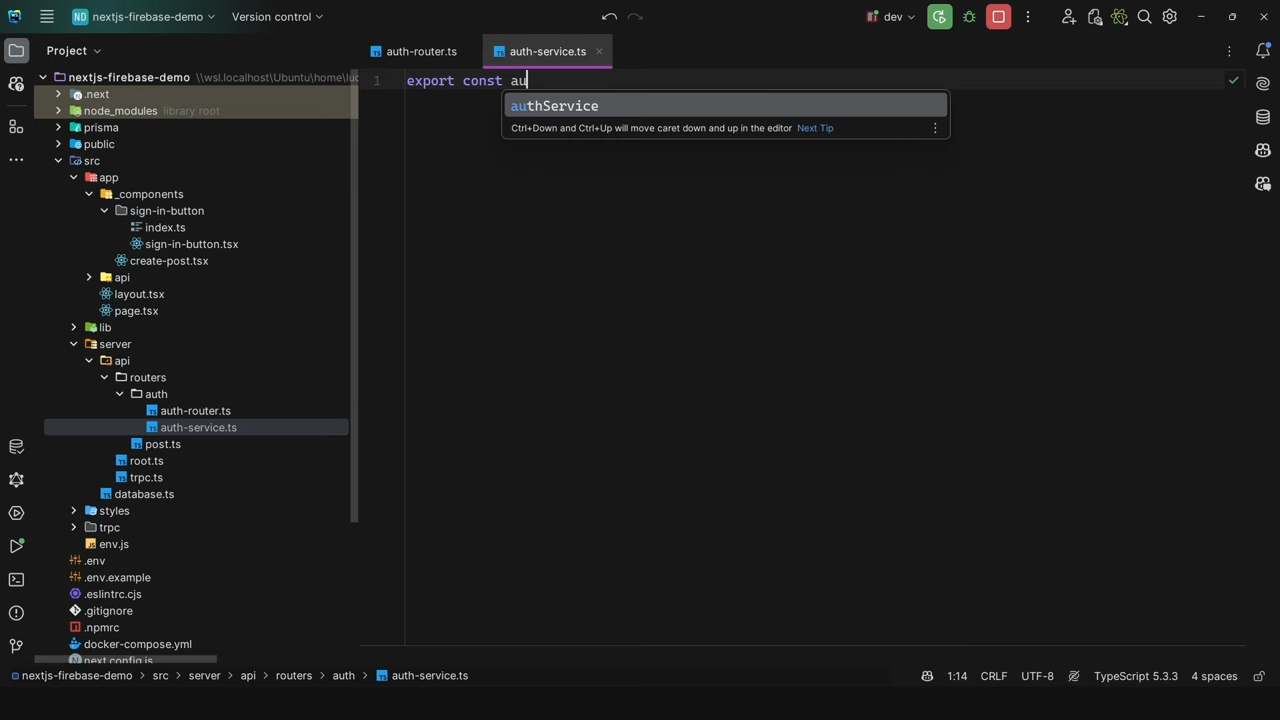 ND nextjs-firebase-demo Version control dev
Project
auth-router.ts auth-service.ts
nextjs-firebase-demo \\wsl.localhost\Ubuntu\home\luc
.next
node_modules library root
prisma
public
src
app
_components
sign-in-button
index.ts
sign-in-button.tsx
create-post.tsx
api
layout.tsx
page.tsx
lib
server
api
routers
auth
auth-router.ts
auth-service.ts
post.ts
root.ts
trpc.ts
database.ts
styles
trpc
env.js
.env
.env.example
.eslintrc.cjs
.gitignore
.npmrc
docker-compose.yml
next.config.js
1 export const au
authService
Ctrl+Down and Ctrl+Up will move caret down and up in the editor Next Tip
nextjs-firebase-demo > src > server > api > routers > auth > auth-service.ts 1:14 CRLF UTF-8 TypeScript 5.3.3 4 spaces